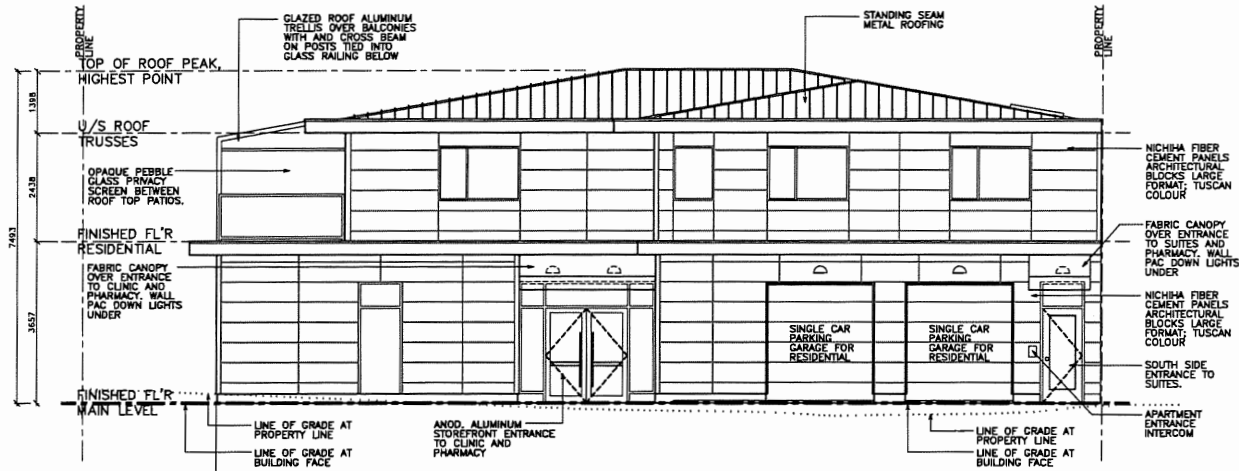 PROPERTY
LINE
GLAZED ROOF ALUMINUM
TRELLIS OVER BALCONIES
WITH AND CROSS BEAM
ON POSTS TIED INTO
GLASS RAILING BELOW
STANDING SEAM
METAL ROOFING
PROPERTY
LINE
TOP OF ROOF PEAK,
HIGHEST POINT
1398
U/S ROOF
TRUSSES
OPAQUE PEBBLE
GLASS PRIVACY
SCREEN BETWEEN
ROOF TOP PATIOS.
2438
7493
NICHIHA FIBER
CEMENT PANELS
ARCHITECTURAL
BLOCKS LARGE
FORMAT; TUSCAN
COLOUR
FINISHED FL'R
RESIDENTIAL
FABRIC CANOPY
OVER ENTRANCE
TO CLINIC AND
PHARMACY. WALL
PAC DOWN LIGHTS
UNDER
FABRIC CANOPY
OVER ENTRANCE
TO SUITES AND
PHARMACY. WALL
PAC DOWN LIGHTS
UNDER
3657
NICHIHA FIBER
CEMENT PANELS
ARCHITECTURAL
BLOCKS LARGE
FORMAT; TUSCAN
COLOUR
SINGLE CAR
PARKING
GARAGE FOR
RESIDENTIAL
SINGLE CAR
PARKING
GARAGE FOR
RESIDENTIAL
SOUTH SIDE
ENTRANCE TO
SUITES.
FINISHED FL'R
MAIN LEVEL
APARTMENT
ENTRANCE
INTERCOM
LINE OF GRADE AT
PROPERTY LINE
LINE OF GRADE AT
BUILDING FACE
ANOD. ALUMINUM
STOREFRONT ENTRANCE
TO CLINIC AND
PHARMACY
LINE OF GRADE AT
PROPERTY LINE
LINE OF GRADE AT
BUILDING FACE